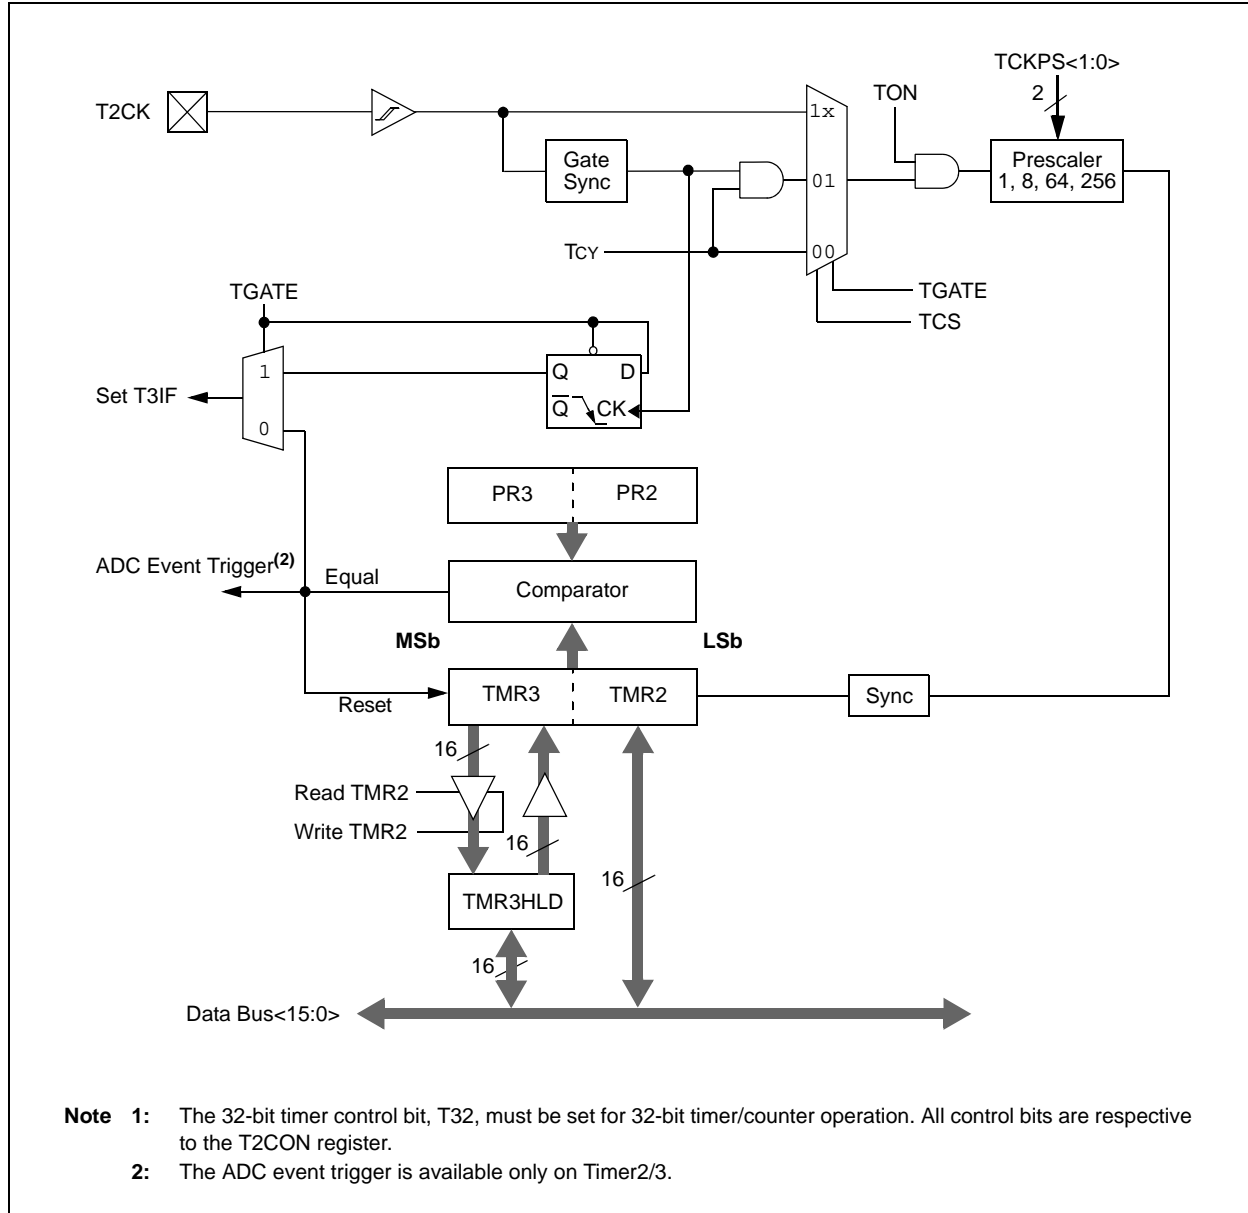 TCKPS<1:0>
2
TON
T2CK
1x
Gate
Sync
Prescaler
1, 8, 64, 256
01
TCY
00
TGATE
TGATE
TCS
1
Q
D
Set T3IF
Q
CK
0
PR3
PR2
ADC Event Trigger(2)
Equal
Comparator
MSb
LSb
TMR3
TMR2
Sync
Reset
16
Read TMR2
Write TMR2
16
16
TMR3HLD
16
Data Bus<15:0>
Note 1: The 32-bit timer control bit, T32, must be set for 32-bit timer/counter operation. All control bits are respective
to the T2CON register.
2: The ADC event trigger is available only on Timer2/3.